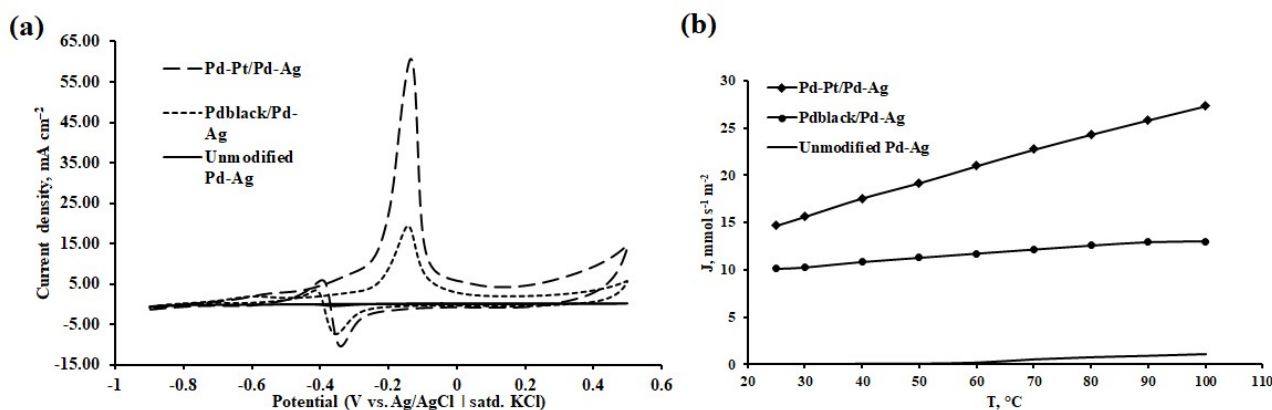 (a)
65.00
55.00
45.00
35.00
25.00
15.00
5.00
-5.00
-15.00
Current density, mA cm⁻²
Pd-Pt/Pd-Ag
Pdblack/Pd-
Ag
Unmodified
Pd-Ag
-1 -0.8 -0.6 -0.4 -0.2 0 0.2 0.4 0.6
Potential (V vs. Ag/AgCl | satd. KCl)
(b)
30
25
20
15
10
5
0
J, mmol s⁻¹ m⁻²
Pd-Pt/Pd-Ag
Pdblack/Pd-Ag
Unmodified Pd-Ag
20 30 40 50 60 70 80 90 100 110
T, °C